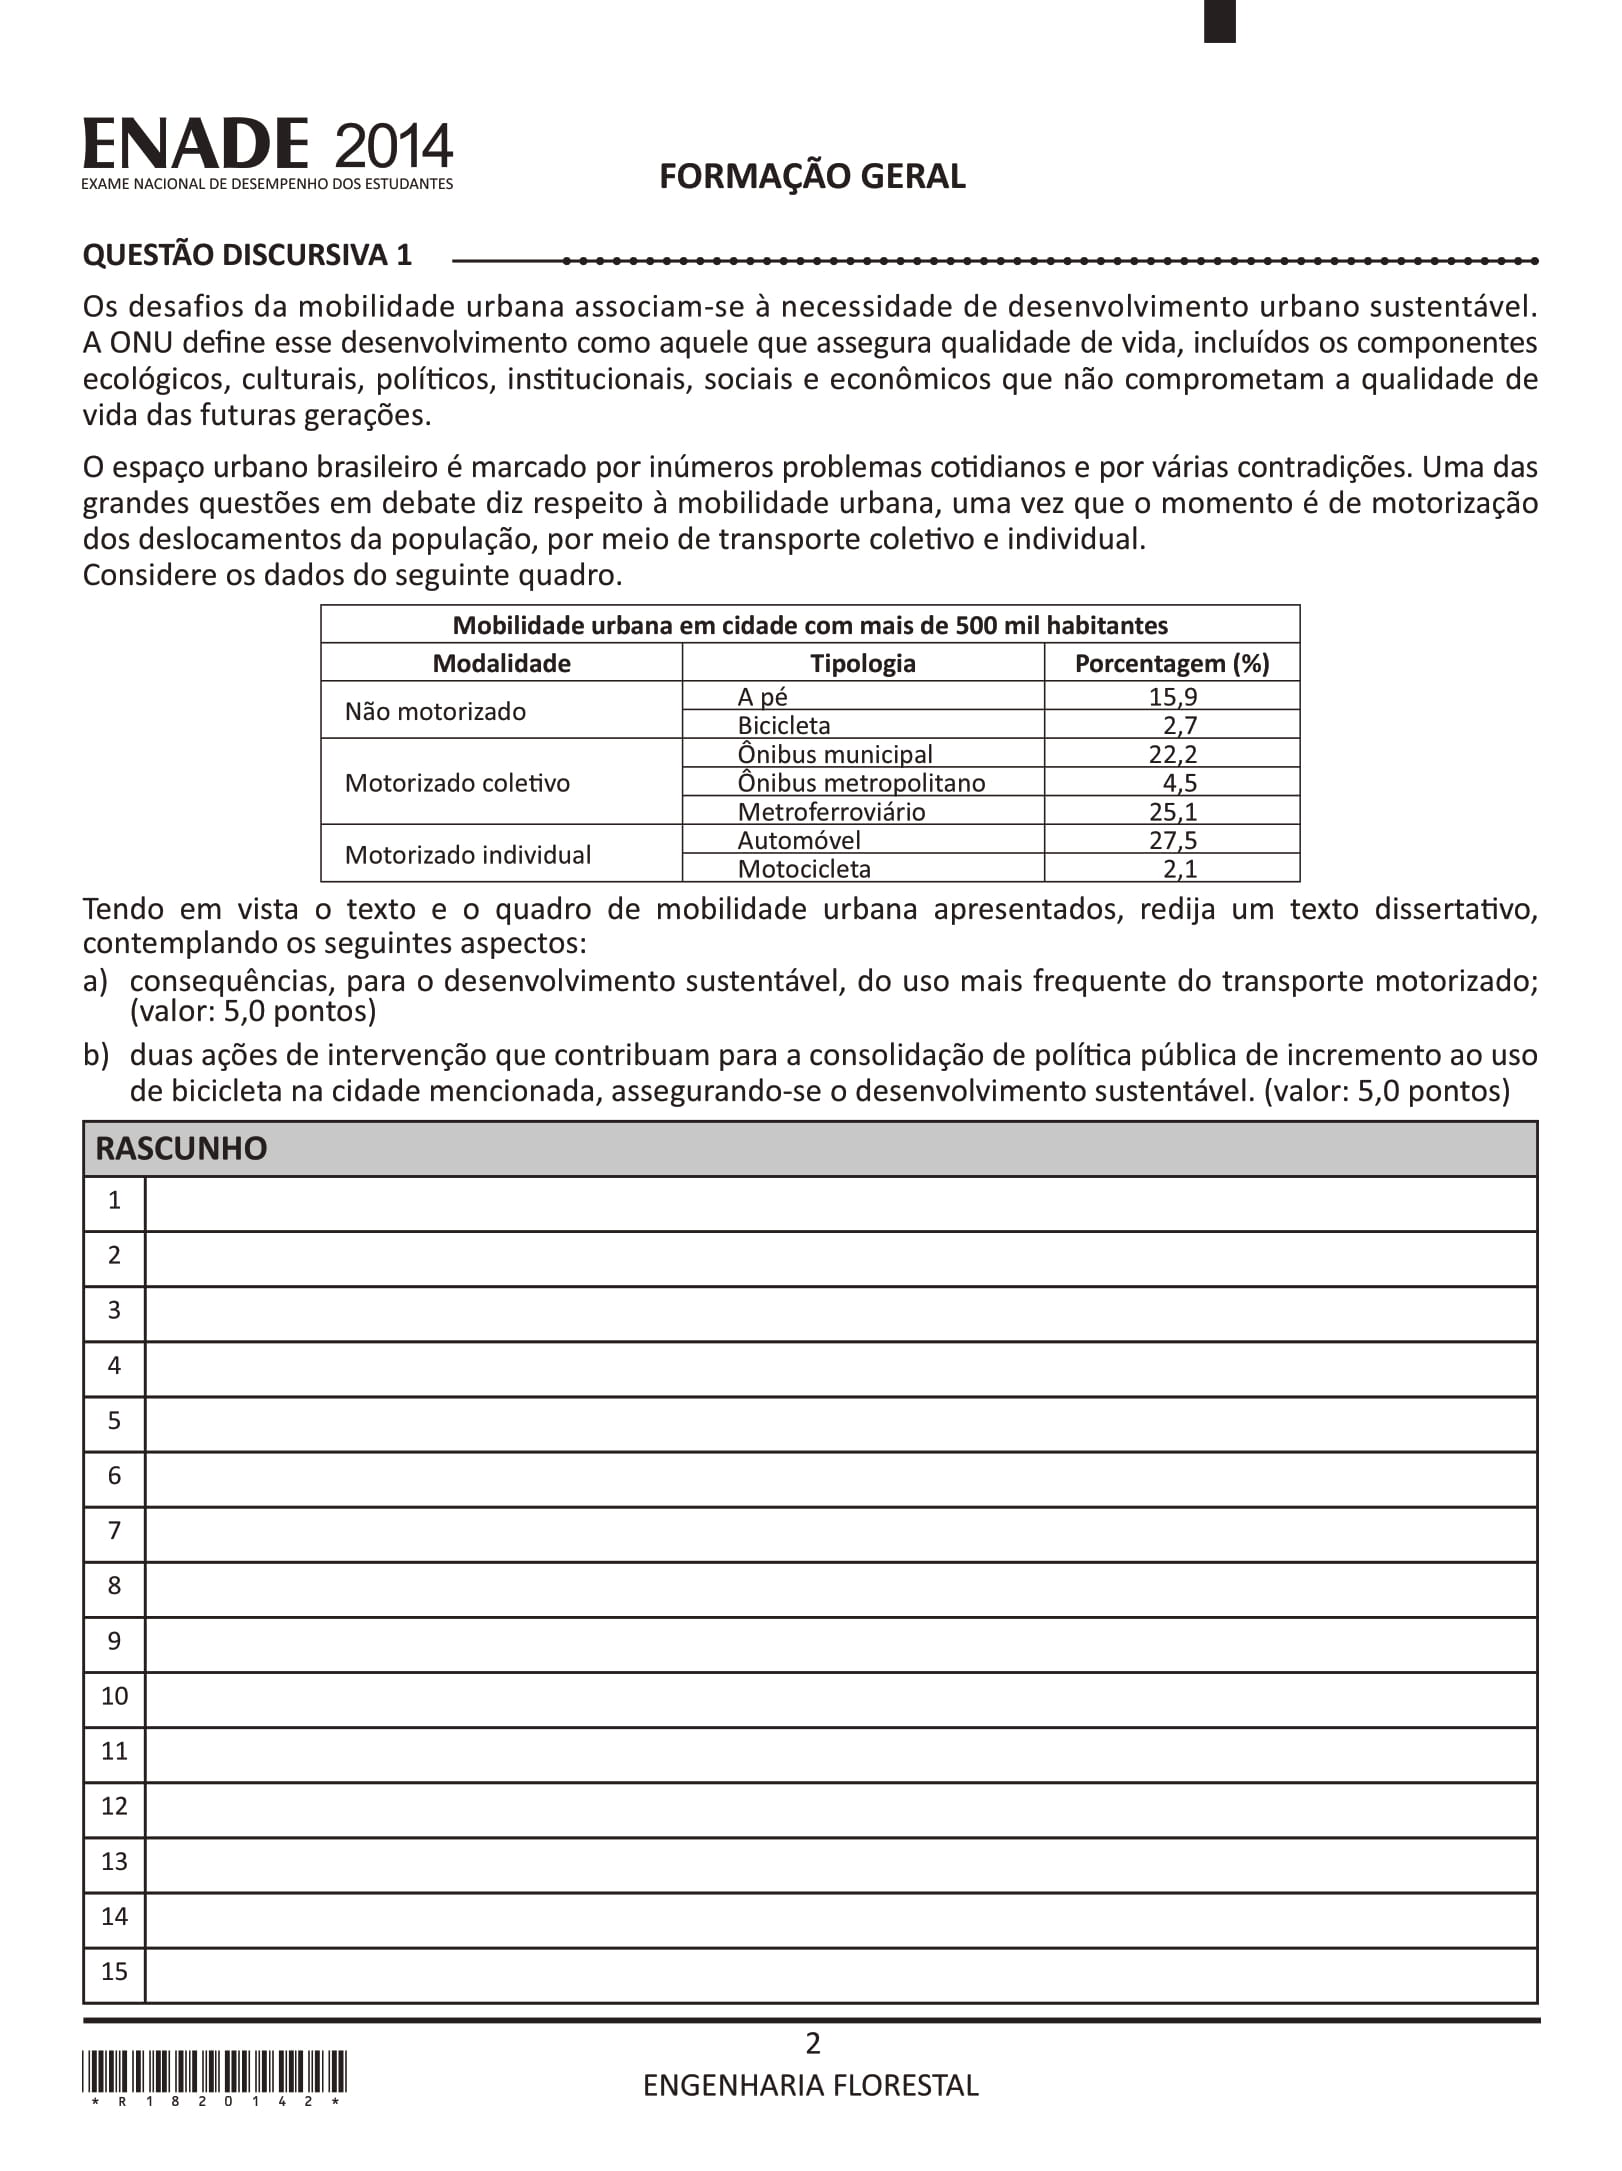 ENADE 2014
EXAME NACIONAL DE DESEMPENHO DOS ESTUDANTES
FORMAÇÃO GERAL
QUESTÃO DISCURSIVA 1
Os desafios da mobilidade urbana associam-se à necessidade de desenvolvimento urbano sustentável.
A ONU define esse desenvolvimento como aquele que assegura qualidade de vida, incluídos os componentes
ecológicos, culturais, políticos, institucionais, sociais e econômicos que não comprometam a qualidade de
vida das futuras gerações.
O espaço urbano brasileiro é marcado por inúmeros problemas cotidianos e por várias contradições. Uma das
grandes questões em debate diz respeito à mobilidade urbana, uma vez que o momento é de motorização
dos deslocamentos da população, por meio de transporte coletivo e individual.
Considere os dados do seguinte quadro.
Mobilidade urbana em cidade com mais de 500 mil habitantes
Modalidade Tipologia Porcentagem (%)
Não motorizado
A pé 15,9
Bicicleta 2,7
Motorizado coletivo
Ônibus municipal 22,2
Ônibus metropolitano 4,5
Metroferroviário 25,1
Motorizado individual
Automóvel 27,5
Motocicleta 2,1
Tendo em vista o texto e o quadro de mobilidade urbana apresentados, redija um texto dissertativo,
contemplando os seguintes aspectos:
a) consequências, para o desenvolvimento sustentável, do uso mais frequente do transporte motorizado;
(valor: 5,0 pontos)
b) duas ações de intervenção que contribuam para a consolidação de política pública de incremento ao uso
de bicicleta na cidade mencionada, assegurando-se o desenvolvimento sustentável. (valor: 5,0 pontos)
RASCUNHO
1
2
3
4
5
6
7
8
9
10
11
12
13
14
15
2
ENGENHARIA FLORESTAL
* R 1 8 2 0 1 4 2 *